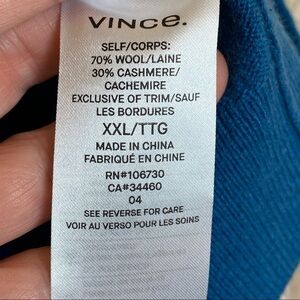 VINCE.
SELF/CORPS:
70% WOOL/LAINE
30% CASHMERE/
CACHEMIRE
EXCLUSIVE OF TRIM/SAUF
LES BORDURES
XXL/TTG
MADE IN CHINA
FABRIQUÉ EN CHINE
RN#106730
CA#34460
04
SEE REVERSE FOR CARE
VOIR AU VERSO POUR LES SOINS